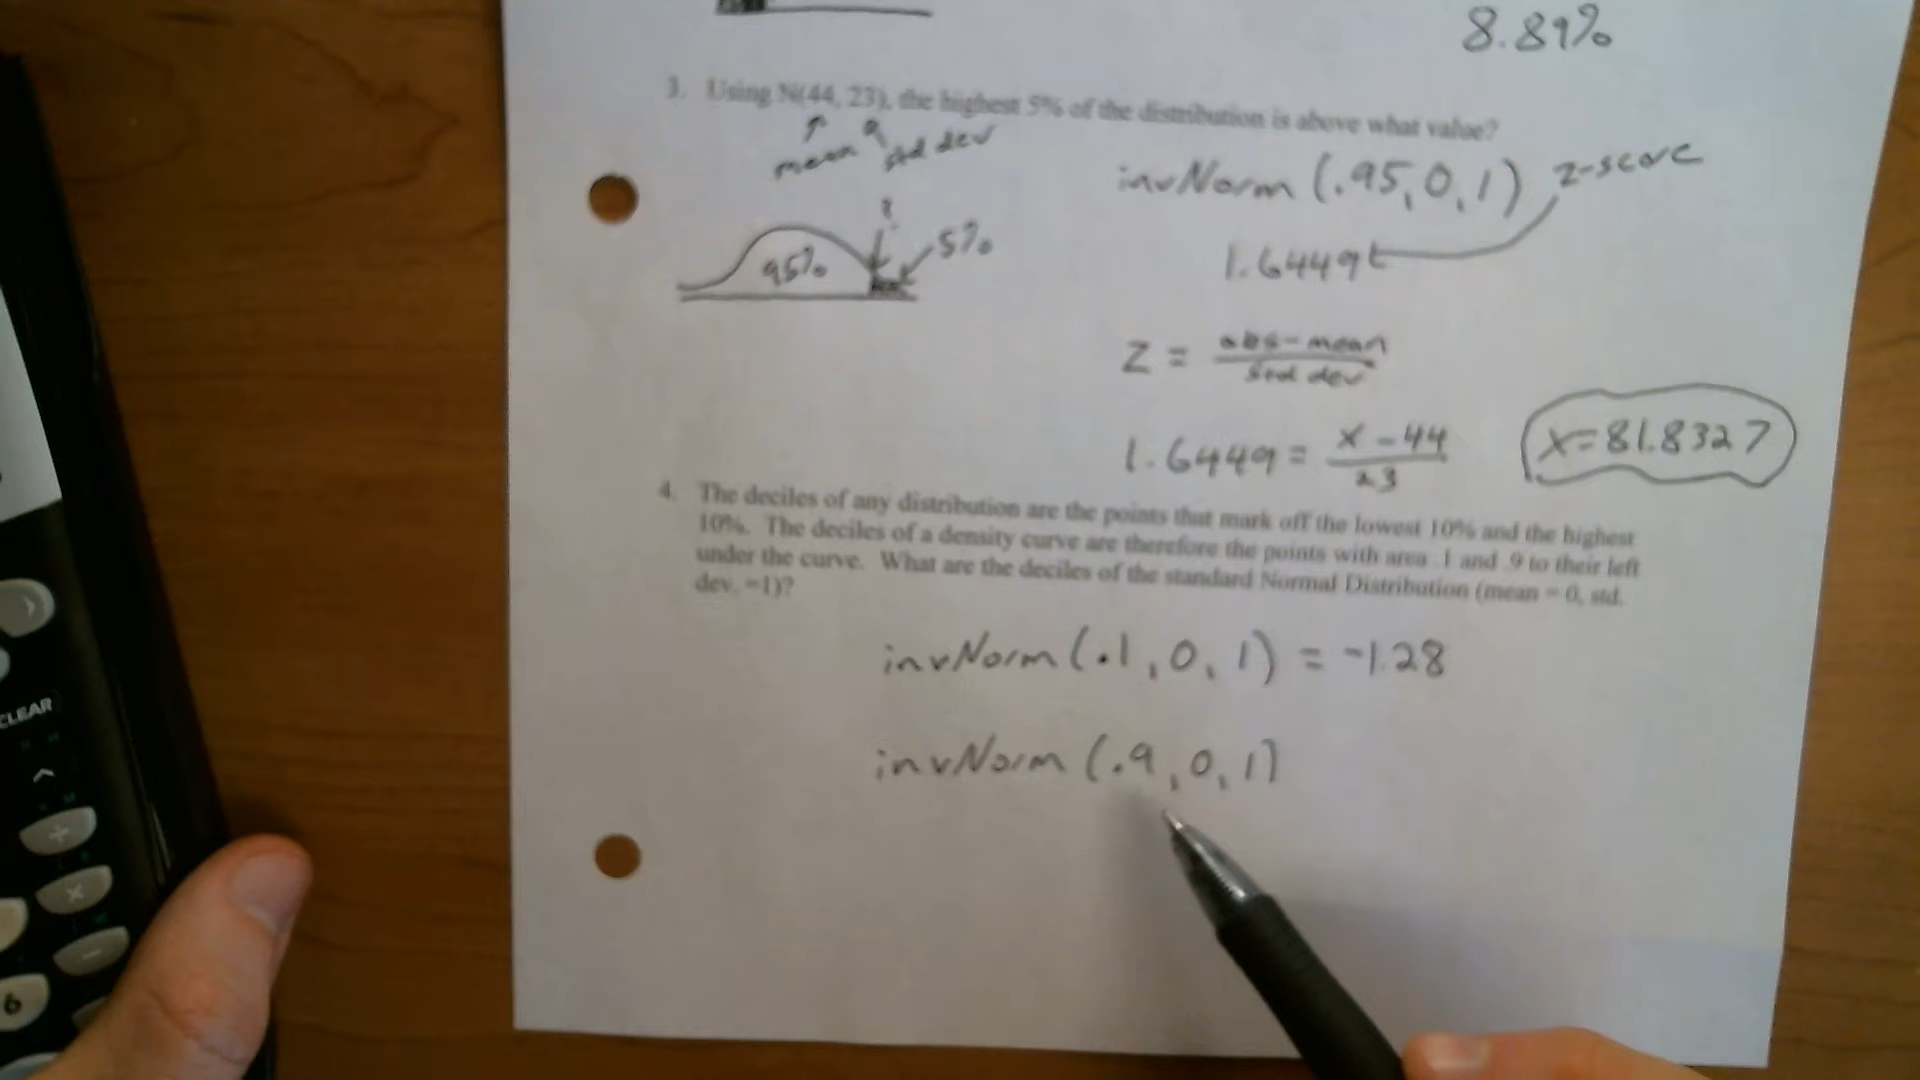 8.89%
3. Using N(44, 23), the highest 5% of the distribution is above what value?
mean std dev
invNorm (.95, 0, 1) z-score
?
95% 5%
1.6449
z = obs-mean / std dev
1.6449 = x-44 / 23
x=81.8327
4. The deciles of any distribution are the points that mark off the lowest 10% and the highest
10%. The deciles of a density curve are therefore the points with area .1 and .9 to their left
under the curve. What are the deciles of the standard Normal Distribution (mean = 0, std.
dev. =1)?
invNorm (.1, 0, 1) = -1.28
invNorm (.9, 0, 1)
CLEAR
6